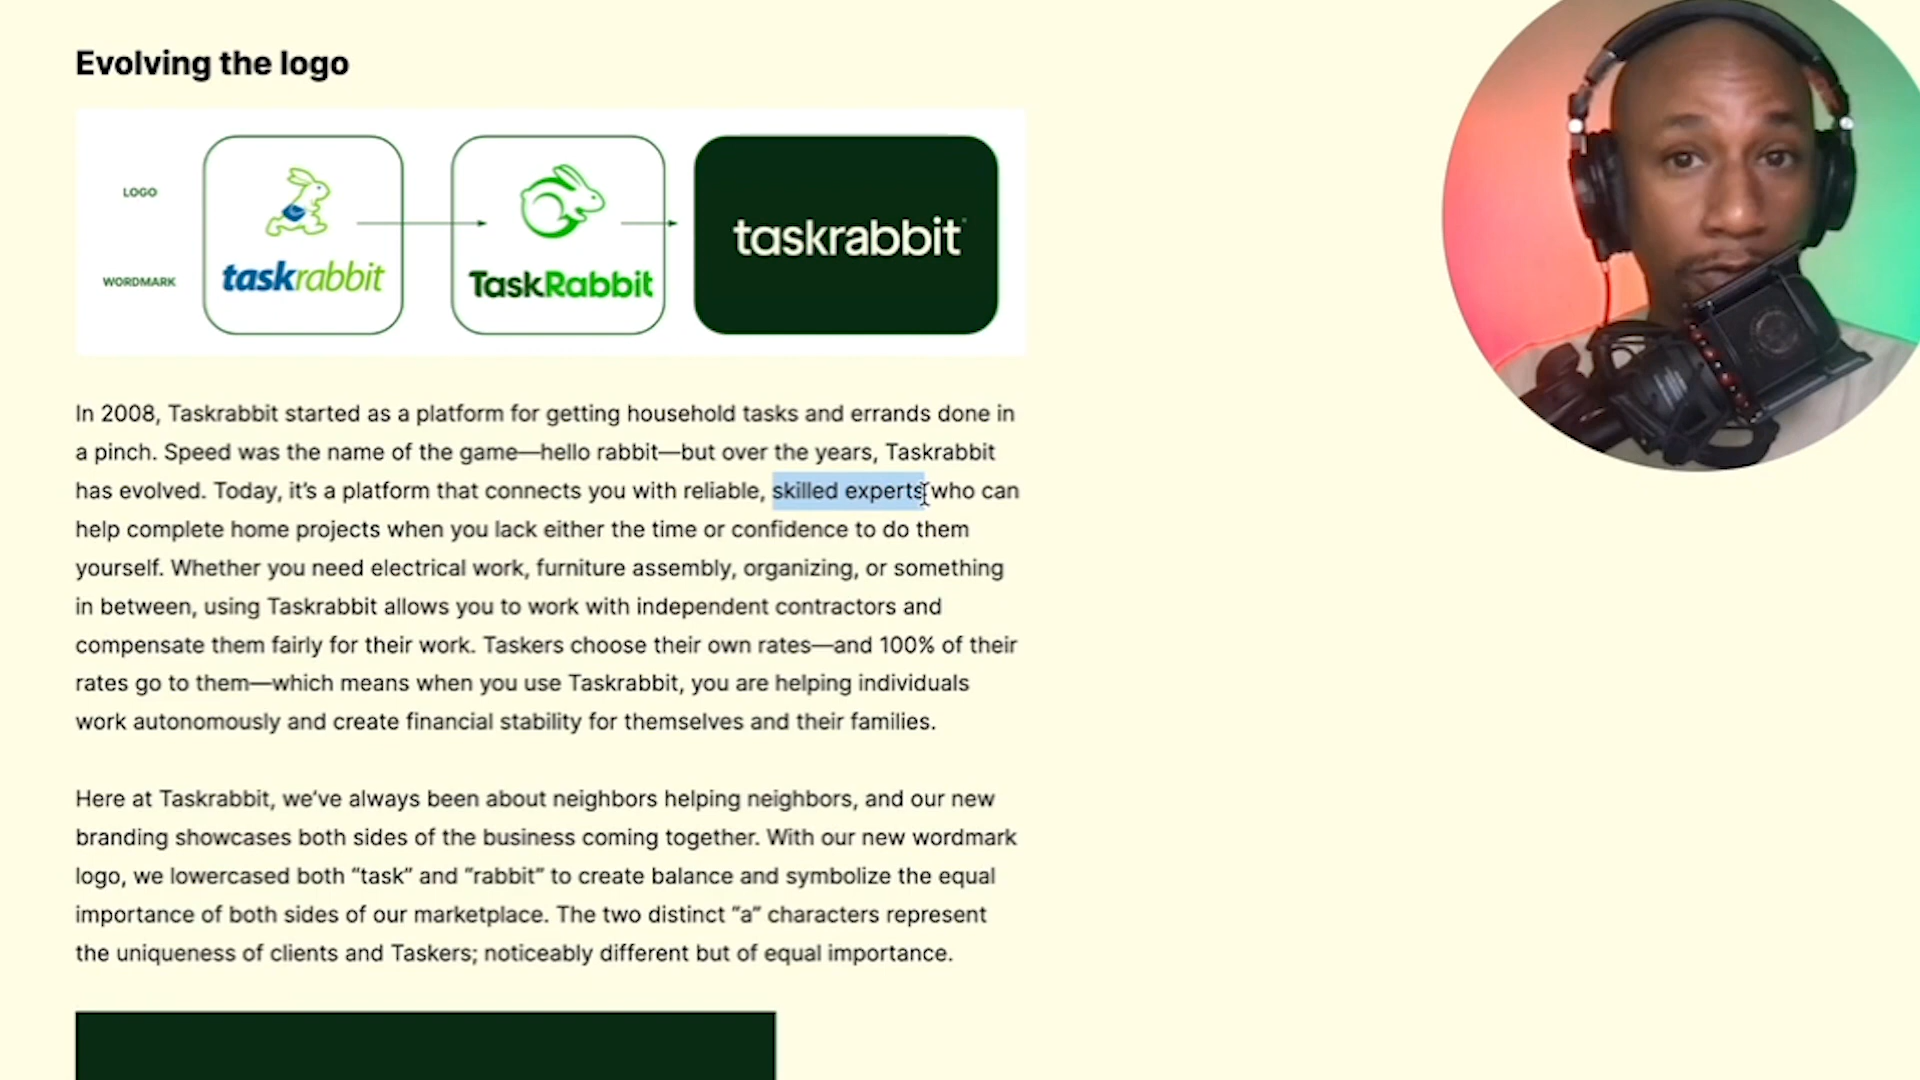 Evolving the logo
LOGO
WORDMARK
taskrabbit
TaskRabbit
taskrabbit
In 2008, Taskrabbit started as a platform for getting household tasks and errands done in
a pinch. Speed was the name of the game—hello rabbit—but over the years, Taskrabbit
has evolved. Today, it’s a platform that connects you with reliable, skilled experts who can
help complete home projects when you lack either the time or confidence to do them
yourself. Whether you need electrical work, furniture assembly, organizing, or something
in between, using Taskrabbit allows you to work with independent contractors and
compensate them fairly for their work. Taskers choose their own rates—and 100% of their
rates go to them—which means when you use Taskrabbit, you are helping individuals
work autonomously and create financial stability for themselves and their families.
Here at Taskrabbit, we’ve always been about neighbors helping neighbors, and our new
branding showcases both sides of the business coming together. With our new wordmark
logo, we lowercased both “task” and “rabbit” to create balance and symbolize the equal
importance of both sides of our marketplace. The two distinct “a” characters represent
the uniqueness of clients and Taskers; noticeably different but of equal importance.